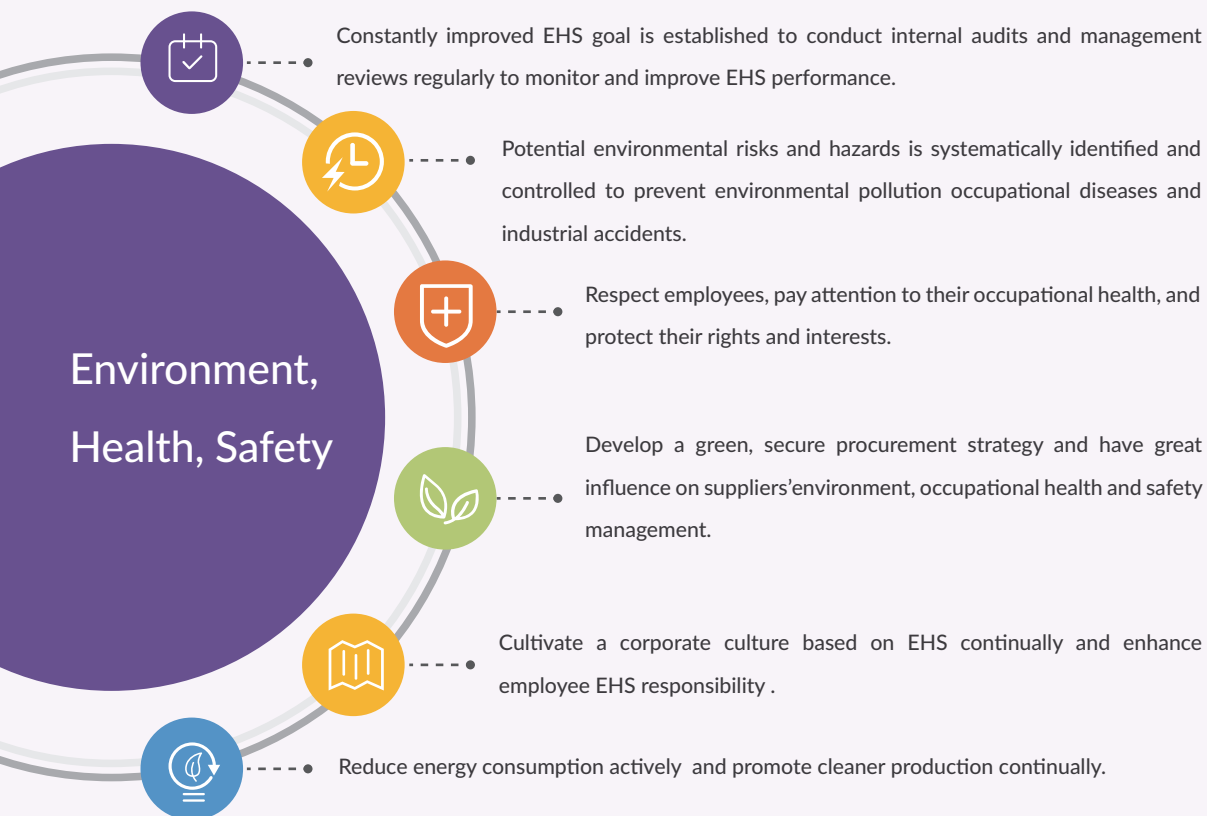 Constantly improved EHS goal is established to conduct internal audits and management
reviews regularly to monitor and improve EHS performance.
Potential environmental risks and hazards is systematically identified and
controlled to prevent environmental pollution occupational diseases and
industrial accidents.
Respect employees, pay attention to their occupational health, and
protect their rights and interests.
Environment,
Health, Safety
Develop a green, secure procurement strategy and have great
influence on suppliers'environment, occupational health and safety
management.
Cultivate a corporate culture based on EHS continually and enhance
employee EHS responsibility .
Reduce energy consumption actively  and promote cleaner production continually.